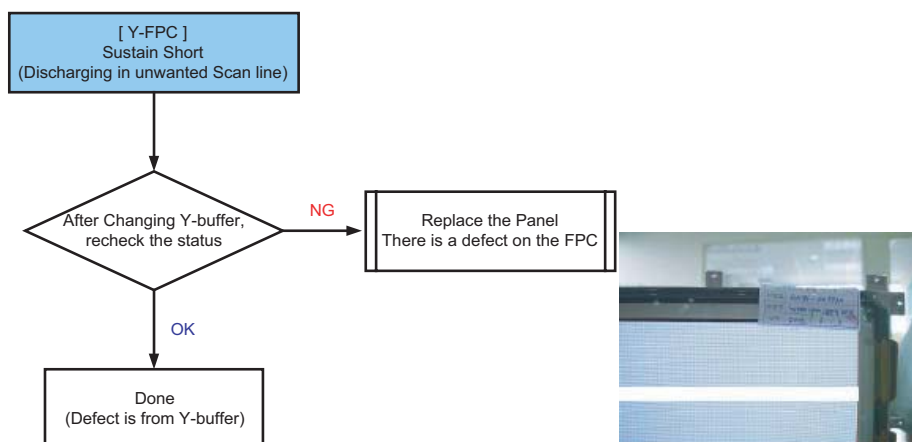 [ Y-FPC ]
Sustain Short
(Discharging in unwanted Scan line)
After Changing Y-buffer,
recheck the status
NG
Replace the Panel
There is a defect on the FPC
OK
Done
(Defect is from Y-buffer)